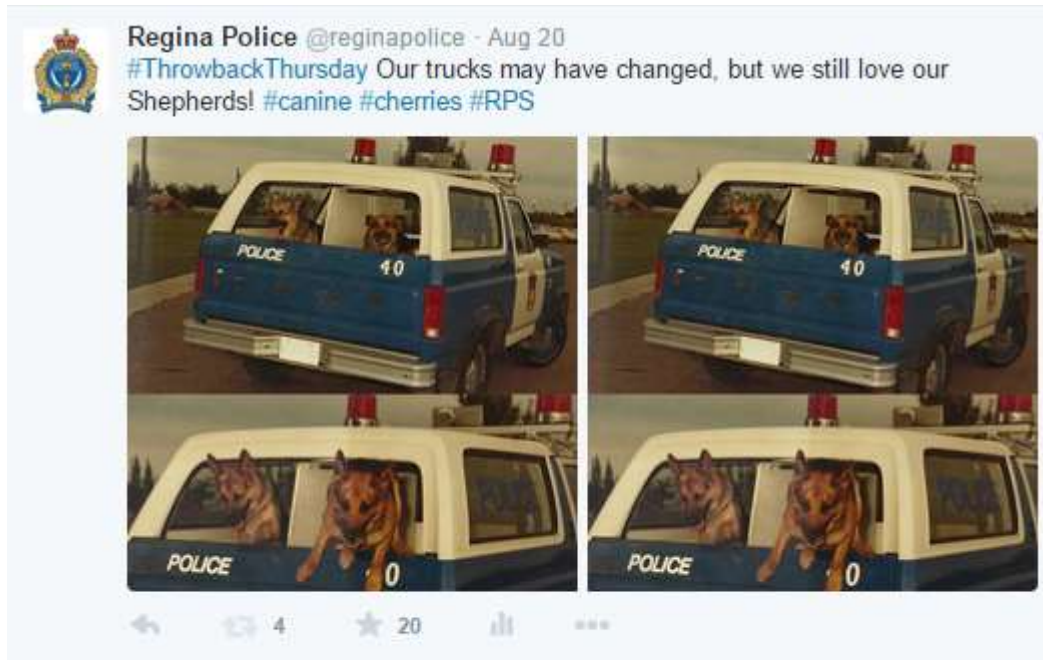 Regina Police @reginapolice · Aug 20
#ThrowbackThursday Our trucks may have changed, but we still love our
Shepherds! #canine #cherries #RPS
POLICE 40
POLICE 40
POLICE 0
POLICE 0
4 20